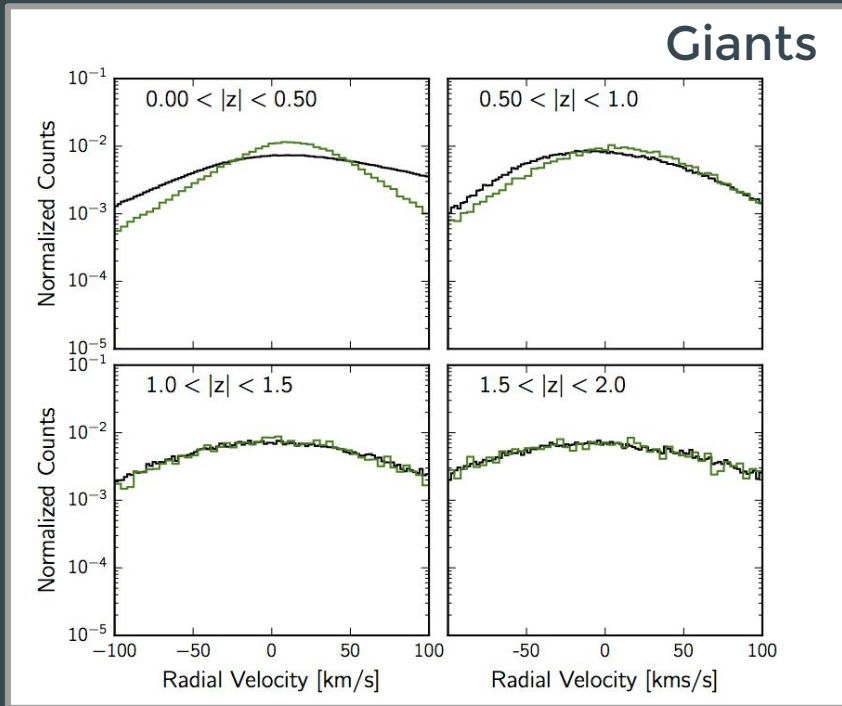 Giants
Normalized Counts
10⁻¹
10⁻²
10⁻³
10⁻⁴
10⁻⁵
0.00 < |z| < 0.50
0.50 < |z| < 1.0
Normalized Counts
10⁻¹
10⁻²
10⁻³
10⁻⁴
10⁻⁵
1.0 < |z| < 1.5
1.5 < |z| < 2.0
−100 −50 0 50 100
-50 0 50 100
Radial Velocity [km/s]
Radial Velocity [kms/s]